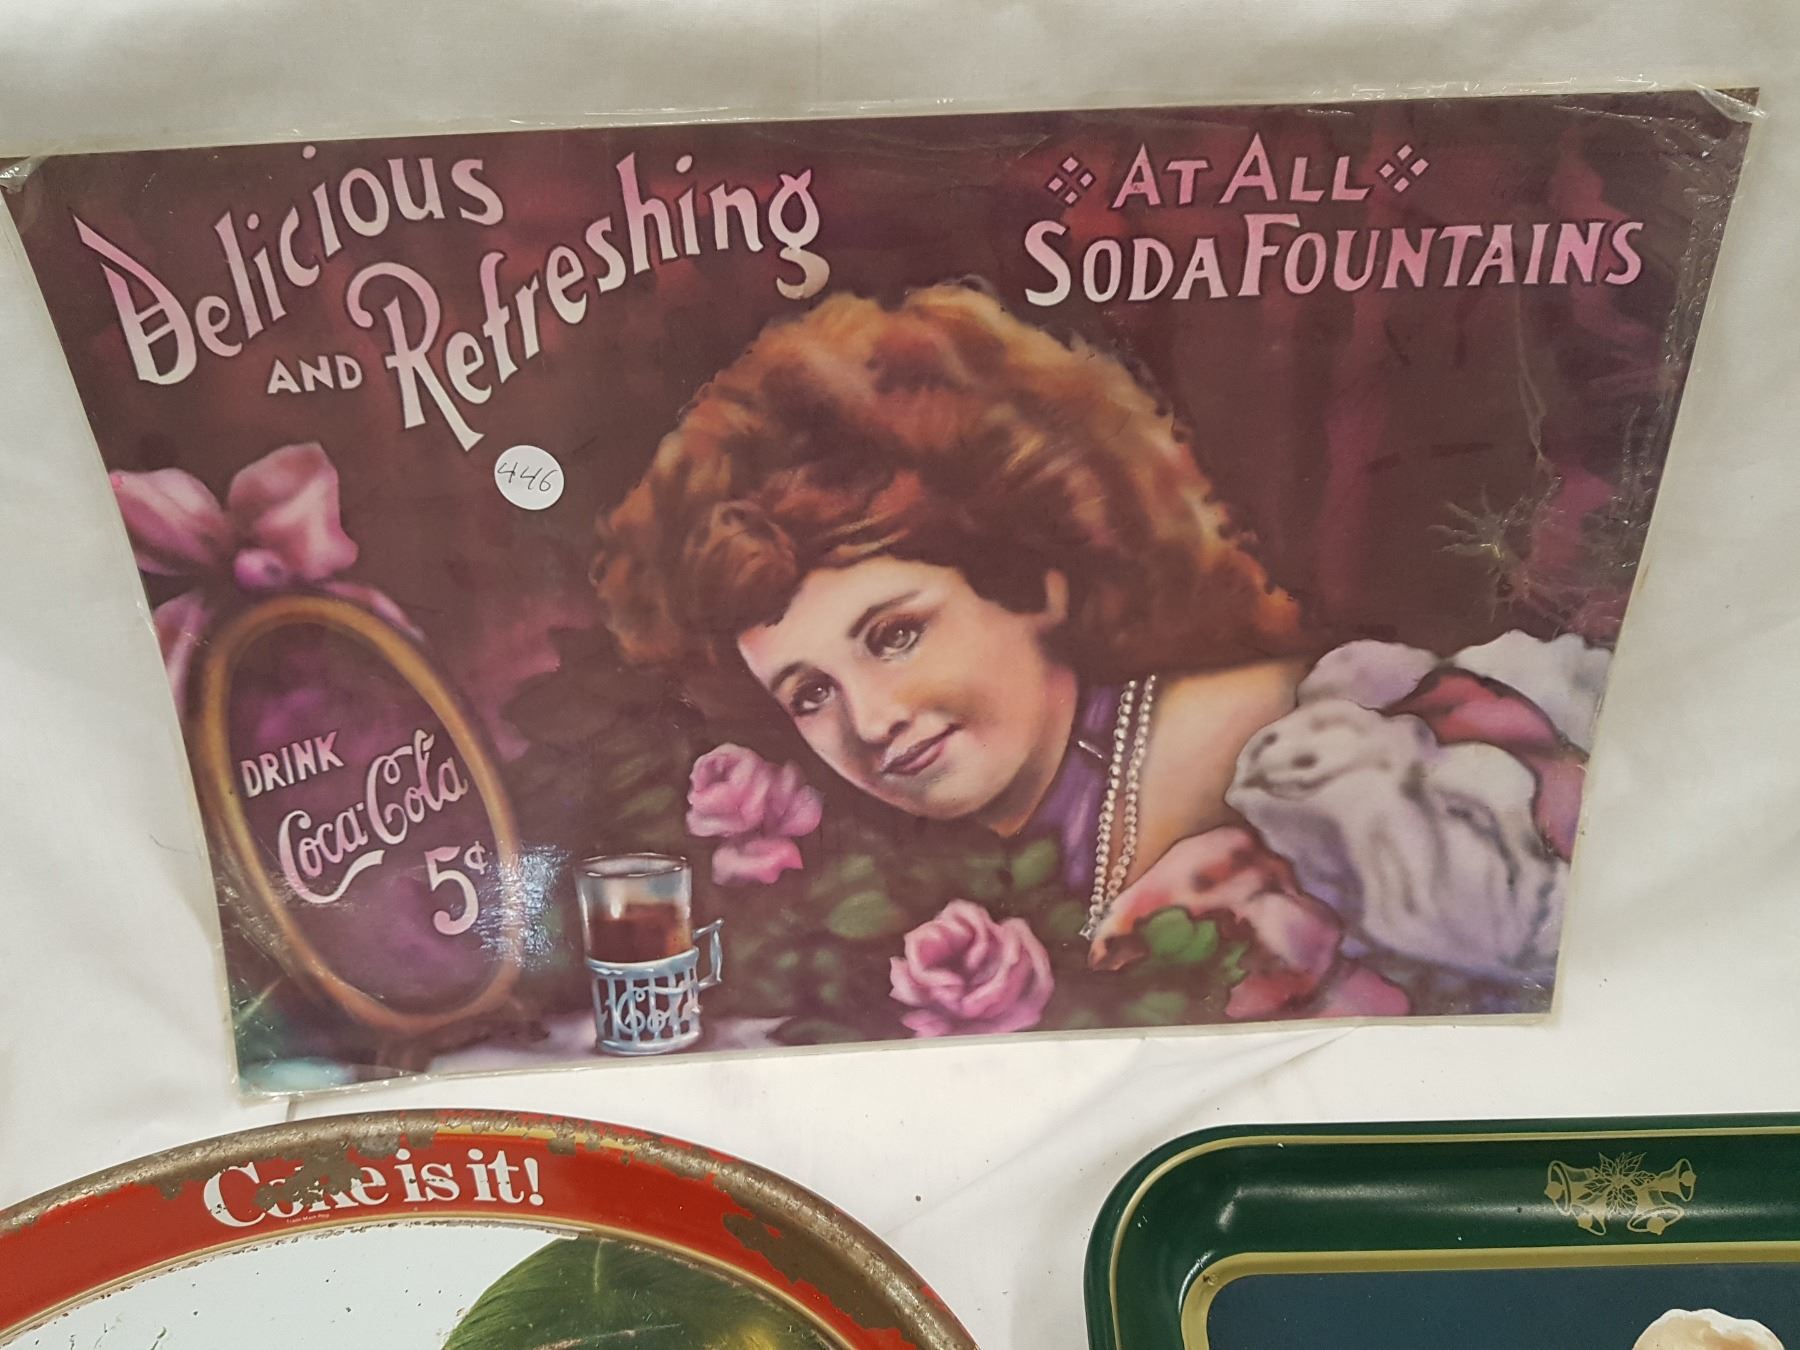 Delicious
AND Refreshing
AT ALL
SODA FOUNTAINS
446
DRINK
Coca-Cola
5¢
Coke is it!